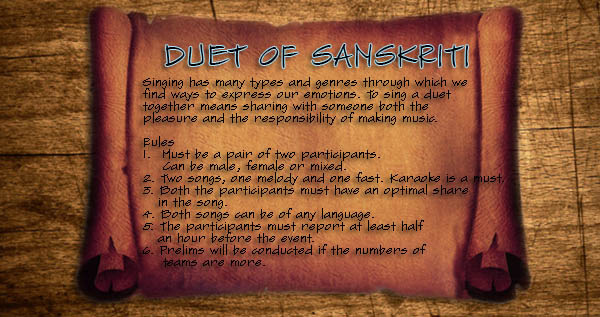 DUET OF SANSKRITI
Singing has many types and genres through which we
find ways to express our emotions. To sing a duet
together means sharing with someone both the
pleasure and the responsibility of making music.
Rules
1. Must be a pair of two participants.
Can be male, female or mixed.
2. Two songs, one melody and one fast. Karaoke is a must.
3. Both the participants must have an optimal share
in the song.
4. Both songs can be of any language.
5. The participants must report at least half
an hour before the event.
6. Prelims will be conducted if the numbers of
teams are more.